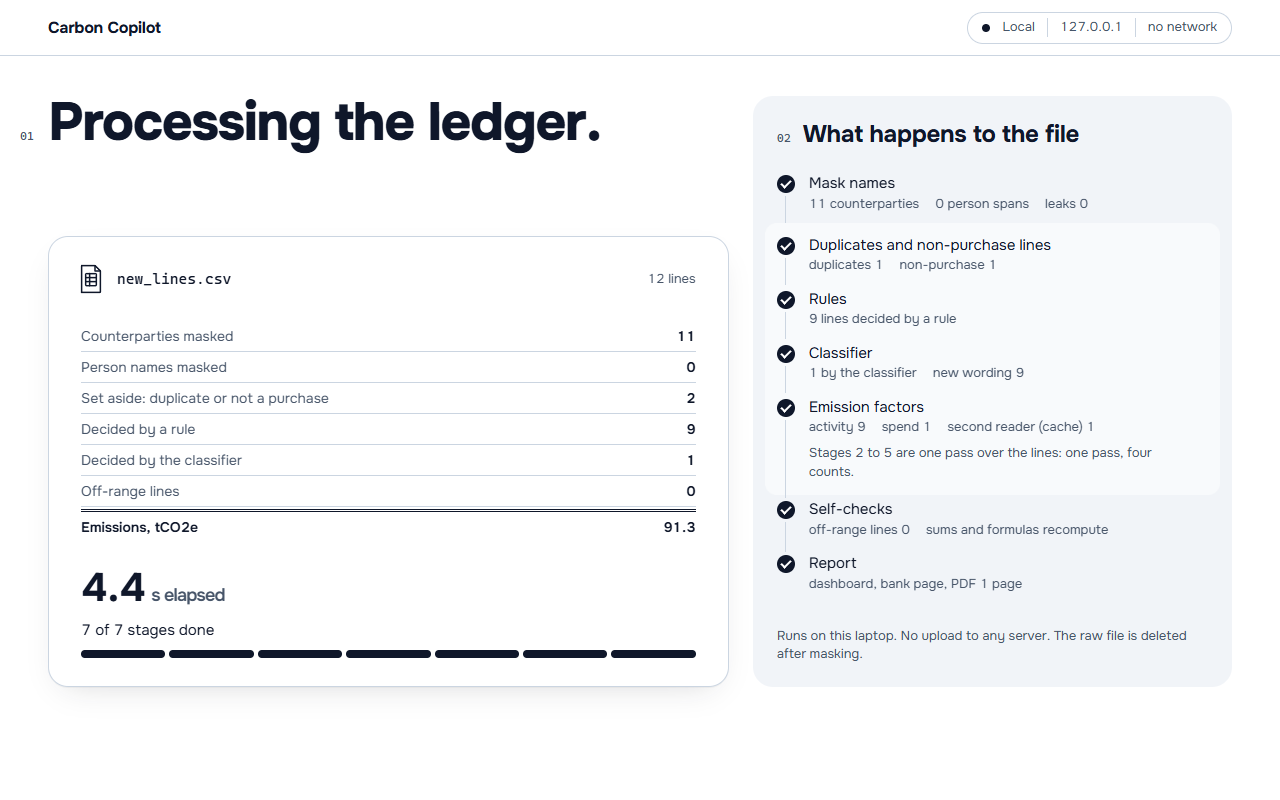 Carbon Copilot
Local 127.0.0.1 no network
01 Processing the ledger.
new_lines.csv 12 lines
Counterparties masked 11
Person names masked 0
Set aside: duplicate or not a purchase 2
Decided by a rule 9
Decided by the classifier 1
Off-range lines 0
Emissions, tCO2e 91.3
4.4 s elapsed
7 of 7 stages done
02 What happens to the file
Mask names
11 counterparties 0 person spans leaks 0
Duplicates and non-purchase lines
duplicates 1 non-purchase 1
Rules
9 lines decided by a rule
Classifier
1 by the classifier new wording 9
Emission factors
activity 9 spend 1 second reader (cache) 1
Stages 2 to 5 are one pass over the lines: one pass, four
counts.
Self-checks
off-range lines 0 sums and formulas recompute
Report
dashboard, bank page, PDF 1 page
Runs on this laptop. No upload to any server. The raw file is deleted
after masking.